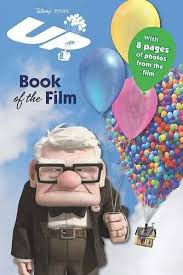 Disney · PIXAR
UP
Book
of the Film
With
8 pages
of photos
from the
film